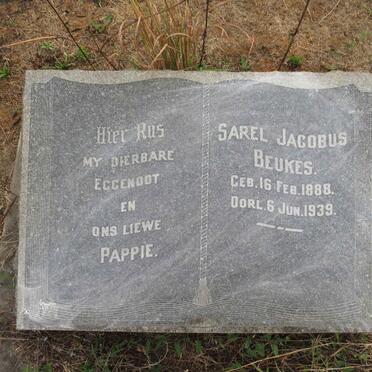 Hier Rus
MY DIERBARE
EGGENOOT
EN
ONS LIEWE
PAPPIE.
SAREL JACOBUS
BEUKES.
GEB. 16 FEB. 1888.
OORL. 6 JUN. 1939.